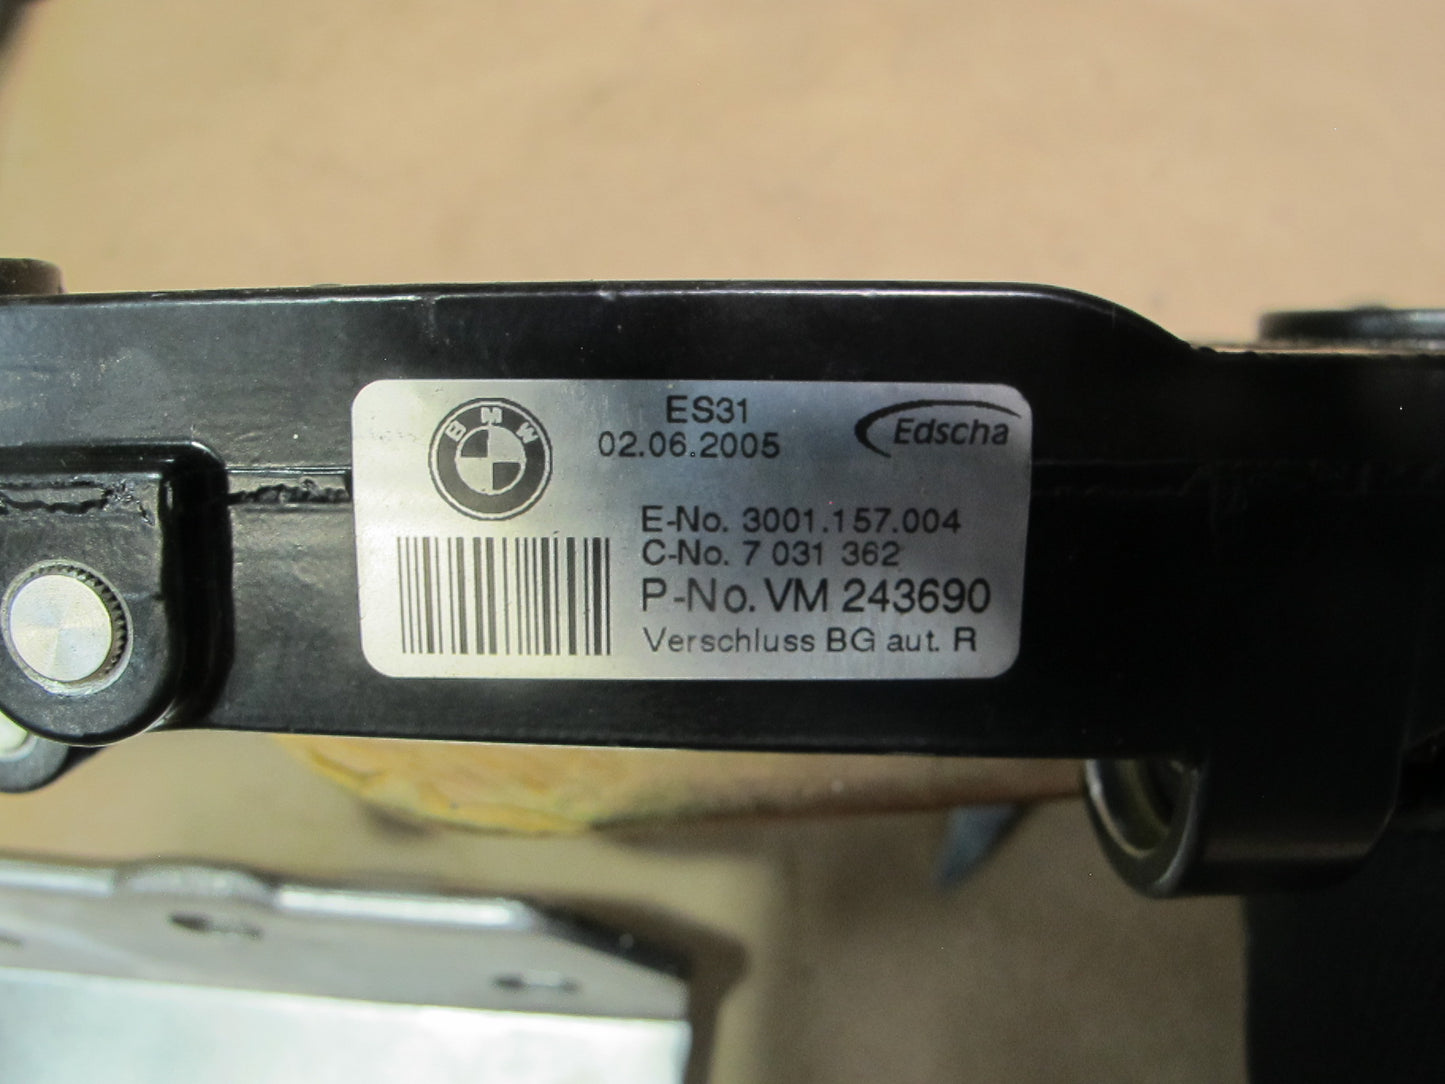 BMW
ES31
02.06.2005
Edscha
E-No. 3001.157.004
C-No. 7 031 362
P-No. VM 243690
Verschluss BG aut. R